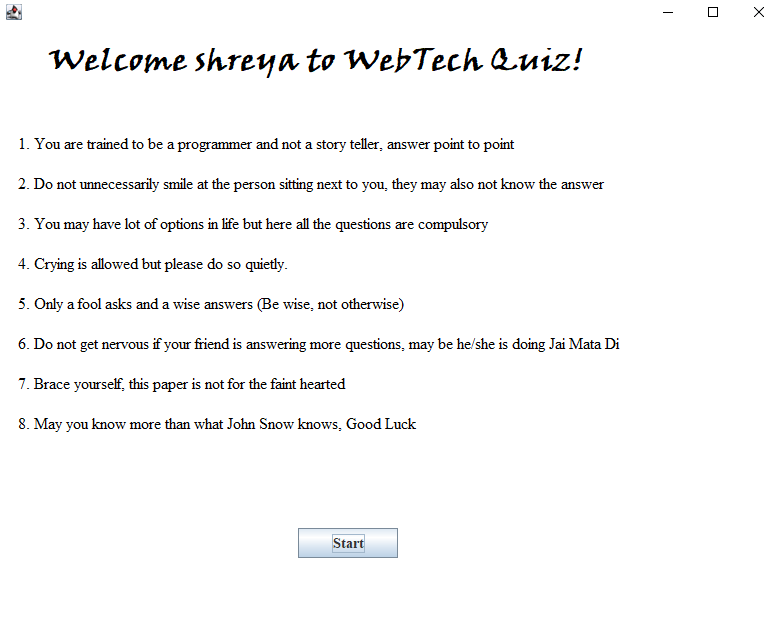 Welcome shreya to WebTech Quiz!
1. You are trained to be a programmer and not a story teller, answer point to point
2. Do not unnecessarily smile at the person sitting next to you, they may also not know the answer
3. You may have lot of options in life but here all the questions are compulsory
4. Crying is allowed but please do so quietly.
5. Only a fool asks and a wise answers (Be wise, not otherwise)
6. Do not get nervous if your friend is answering more questions, may be he/she is doing Jai Mata Di
7. Brace yourself, this paper is not for the faint hearted
8. May you know more than what John Snow knows, Good Luck
Start